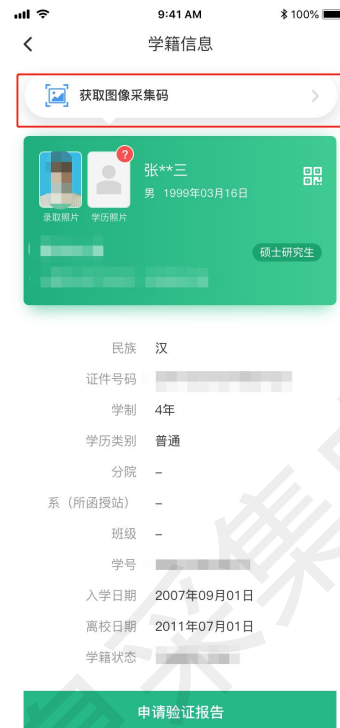 9:41 AM
100%
学籍信息
获取图像采集码
?
张**三
男 1999年03月16日
录取照片 学历照片
硕士研究生
民族 汉
证件号码
学制 4年
学历类别 普通
分院 –
系（所函授站） –
班级 –
学号
入学日期 2007年09月01日
离校日期 2011年07月01日
学籍状态
申请验证报告
采集